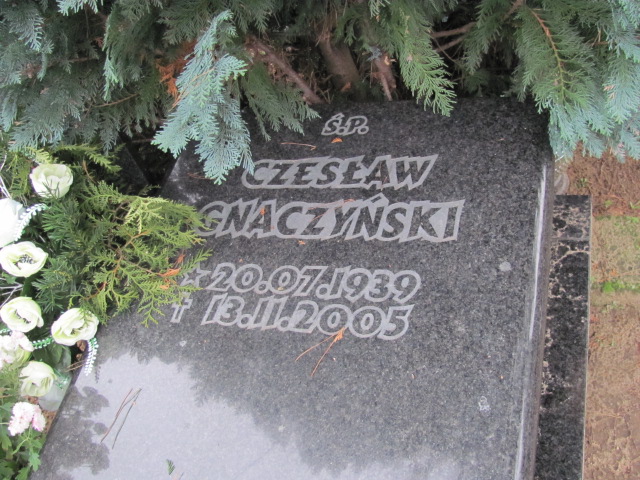 Ś.P.
CZESŁAW
GNACZYŃSKI
* 20.07.1939
† 13.11.2005